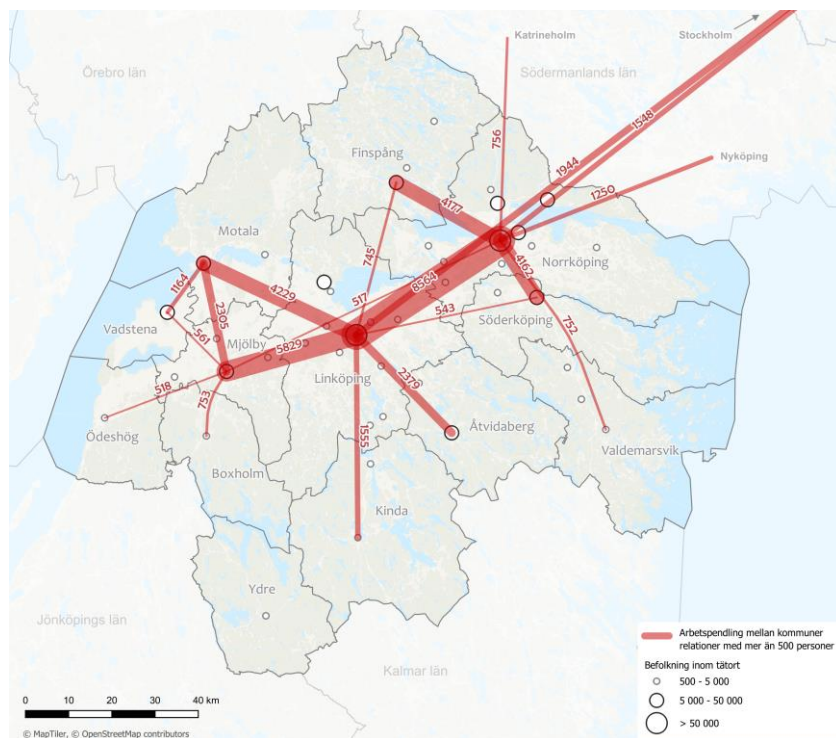 Katrineholm
Stockholm
Örebro län
Södermanlands län
756
1548
1944
Finspång
Nyköping
1250
4177
Motala
745
Norrköping
8564
4162
4229
1164
517
543
2305
Söderköping
752
Vadstena
561
Mjölby
5829
Linköping
2379
518
753
Ödeshög
Åtvidaberg
1555
Valdemarsvik
Boxholm
Kinda
Ydre
Jönköpings län
Kalmar län
Arbetspendling mellan kommuner
relationer med mer än 500 personer
Befolkning inom tätort
500 - 5 000
5 000 - 50 000
> 50 000
0 10 20 30 40 km
© MapTiler, © OpenStreetMap contributors